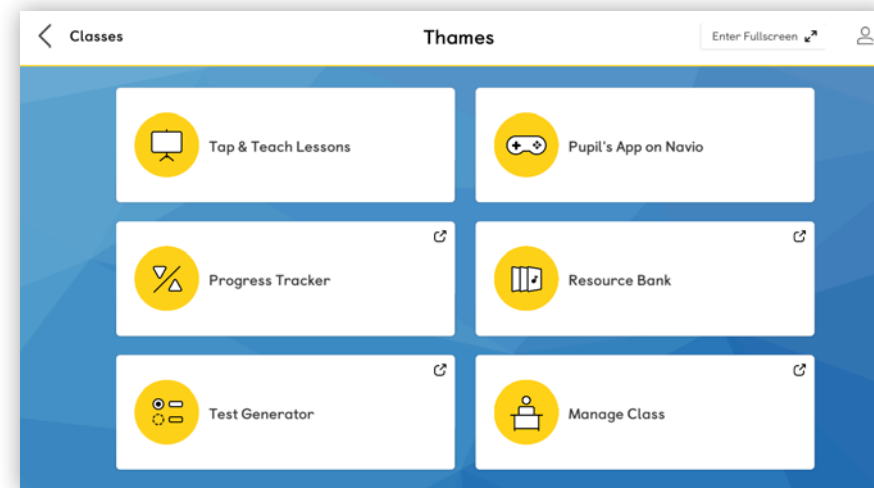 Classes
Thames
Enter Fullscreen
Tap & Teach Lessons
Pupil's App on Navio
Progress Tracker
Resource Bank
Test Generator
Manage Class